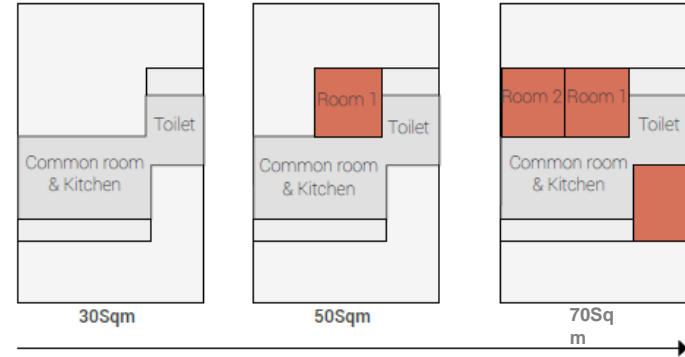 Toilet
Common room
& Kitchen
30Sqm
Room 1
Toilet
Common room
& Kitchen
50Sqm
Room 2
Room 1
Toilet
Common room
& Kitchen
70Sq
m